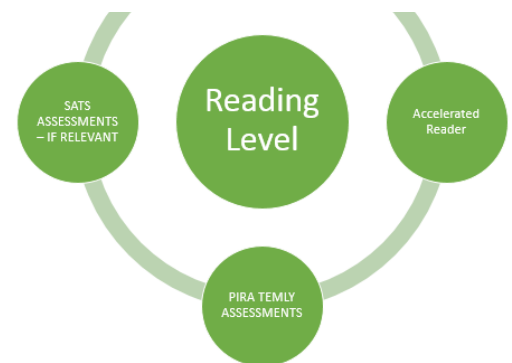 Reading
Level
SATS
ASSESSMENTS
– IF RELEVANT
Accelerated
Reader
PIRA TEMLY
ASSESSMENTS